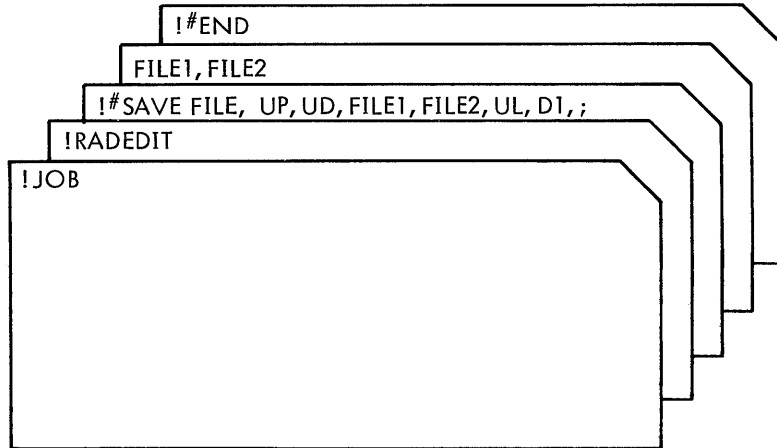 !#END
FILE1, FILE2
!#SAVE FILE, UP, UD, FILE1, FILE2, UL, D1, ;
!RADEDIT
!JOB